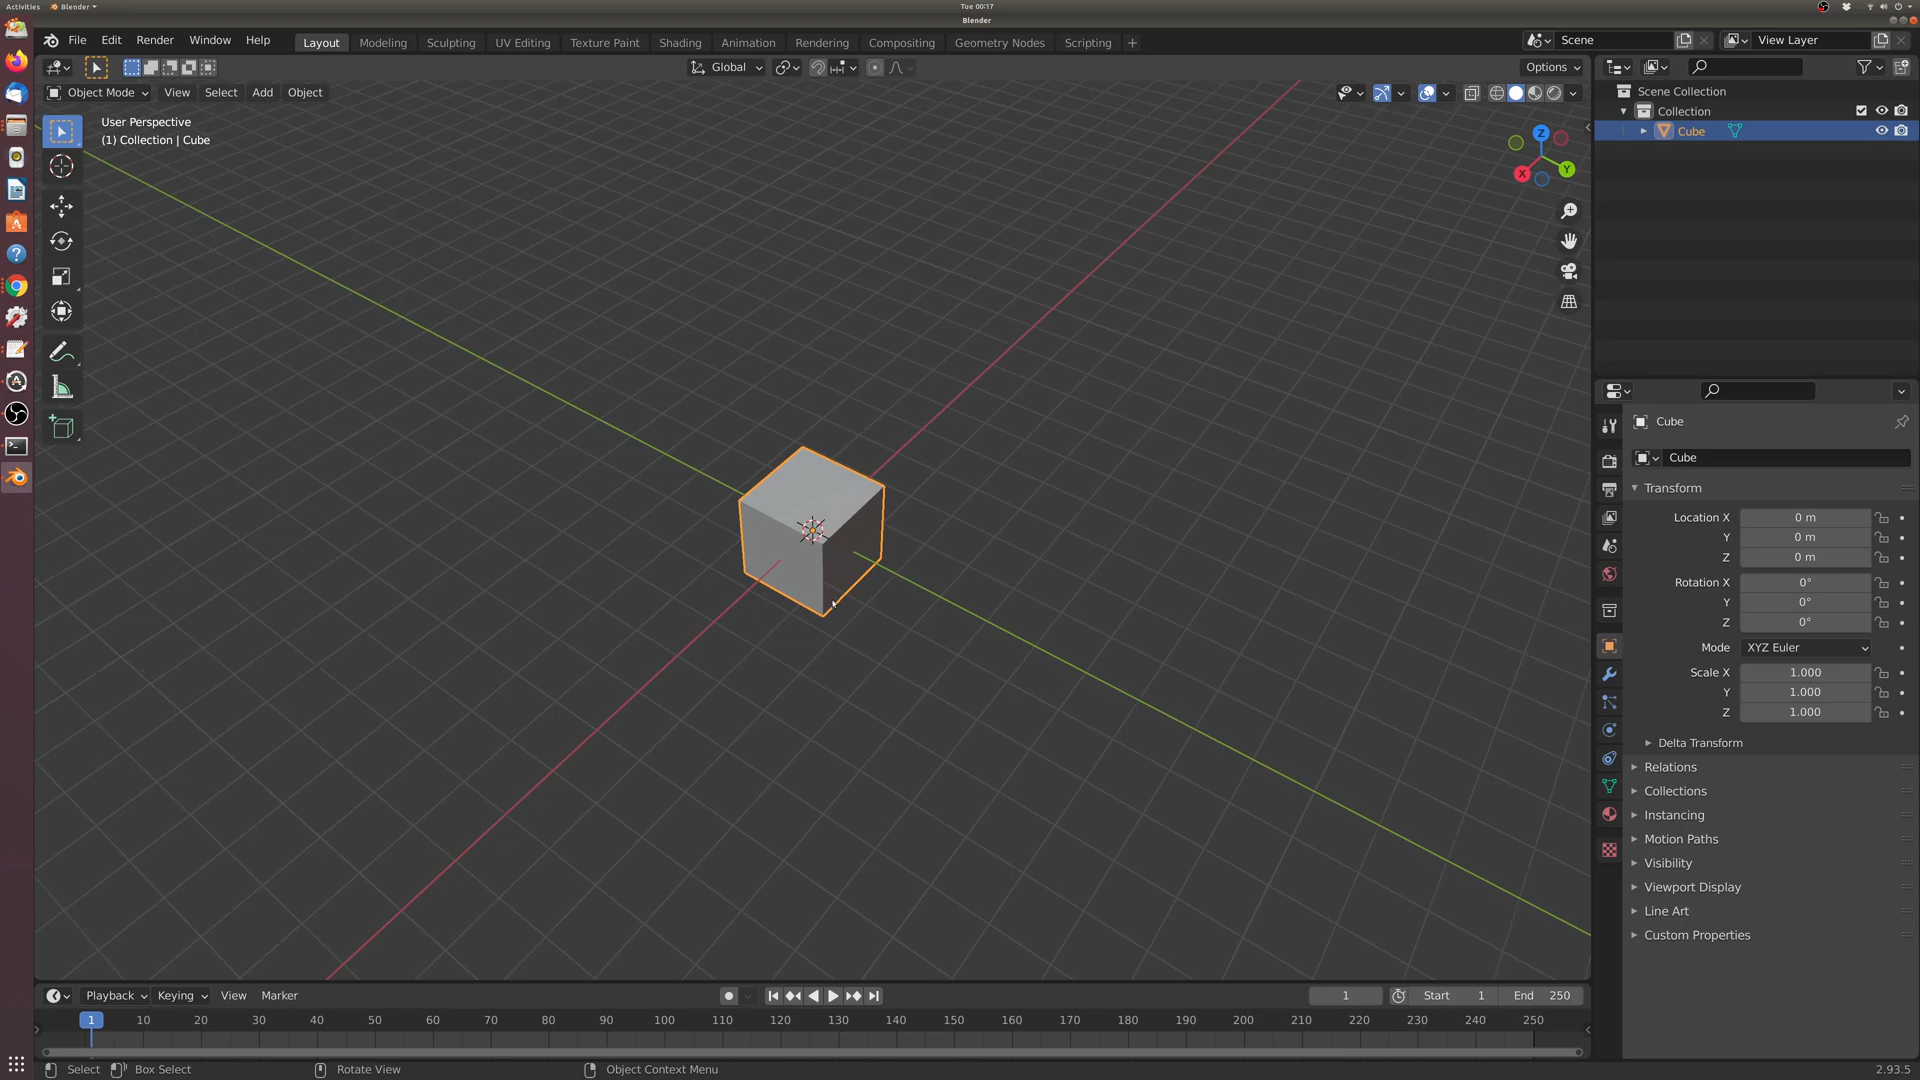 Activities Blender Tue 00:17
Blender
File Edit Render Window Help Layout Modeling Sculpting UV Editing Texture Paint Shading Animation Rendering Compositing Geometry Nodes Scripting + Scene View Layer
Global Options
Object Mode View Select Add Object
Scene Collection
Collection
Cube
User Perspective
(1) Collection | Cube
Z
Y
X
Cube
Cube
Transform
Location X 0 m
Y 0 m
Z 0 m
Rotation X 0°
Y 0°
Z 0°
Mode XYZ Euler
Scale X 1.000
Y 1.000
Z 1.000
Delta Transform
Relations
Collections
Instancing
Motion Paths
Visibility
Viewport Display
Line Art
Custom Properties
Playback Keying View Marker 1 Start 1 End 250
1 10 20 30 40 50 60 70 80 90 100 110 120 130 140 150 160 170 180 190 200 210 220 230 240 250
Select Box Select Rotate View Object Context Menu 2.93.5